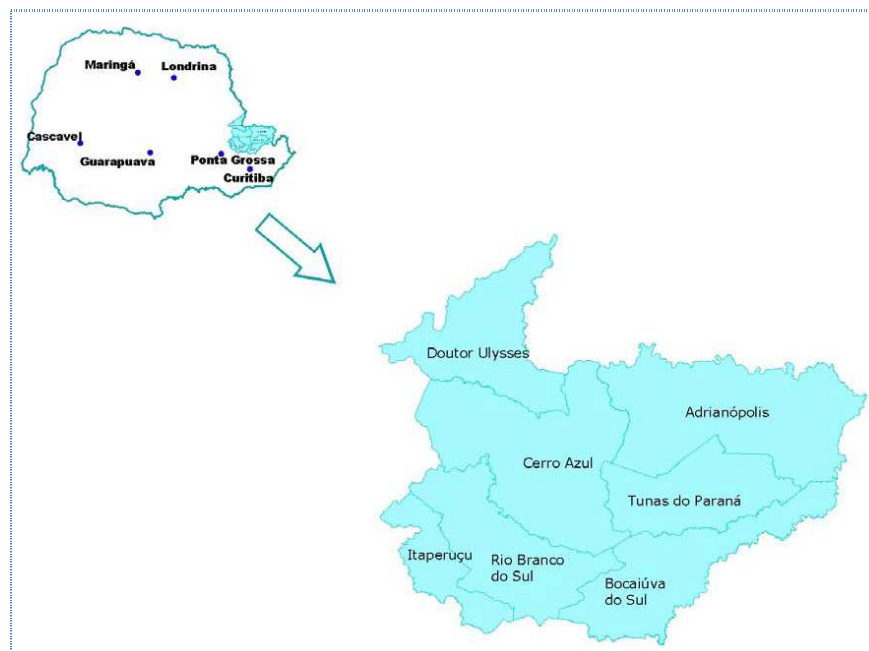 Maringá
Londrina
Cascavel
Guarapuava
Ponta Grossa
Curitiba
Doutor Ulysses
Adrianópolis
Cerro Azul
Tunas do Paraná
Itaperuçu
Rio Branco
do Sul
Bocaiúva
do Sul